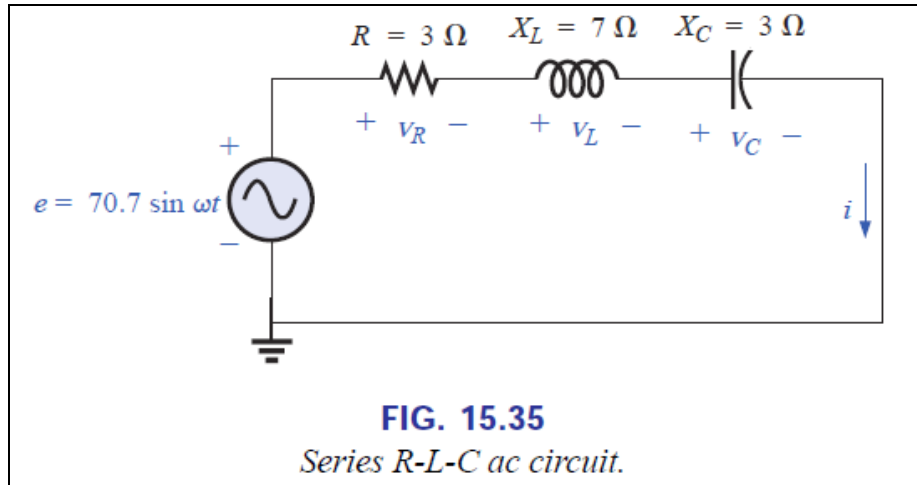 R = 3 Ω X_L = 7 Ω X_C = 3 Ω
+ v_R − + v_L − + v_C −
+
e = 70.7 sin ωt
i
−
FIG. 15.35
Series R-L-C ac circuit.